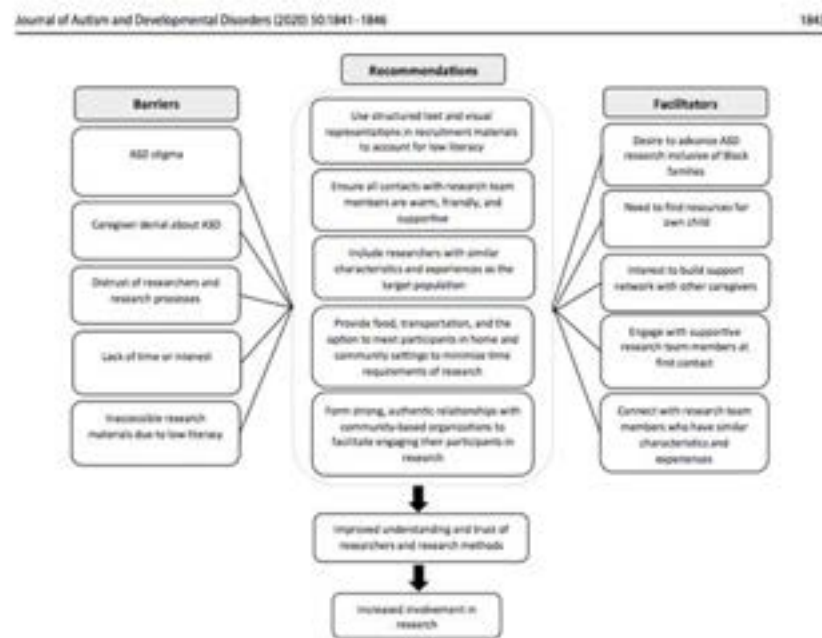 Journal of Autism and Developmental Disorders (2020) 50:1841–1846
1843
Recommendations
Barriers
Facilitators
ASD stigma
Caregiver denial about ASD
Distrust of researchers and
research processes
Lack of time or interest
Inaccessible research
materials due to low literacy
Use structured text and visual
representations in recruitment materials
to account for low literacy
Ensure all contacts with research team
members are warm, friendly, and
supportive
Include researchers with similar
characteristics and experiences as the
target population
Provide food, transportation, and the
option to meet participants in home and
community settings to minimize time
requirements of research
Form strong, authentic relationships with
community-based organizations to
facilitate engaging their participants in
research
Desire to advance ASD
research inclusive of Black
families
Need to find resources for
own child
Interest to build support
network with other caregivers
Engage with supportive
research team members at
first contact
Connect with research team
members who have similar
characteristics and
experiences
Improved understanding and trust of
researchers and research methods
Increased involvement in
research